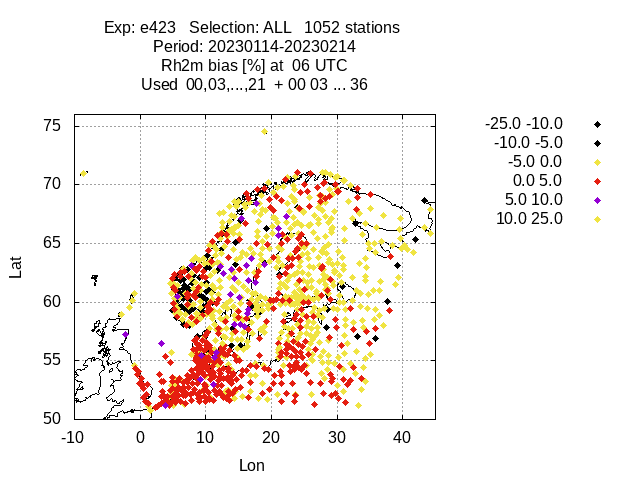 Exp: e423 Selection: ALL 1052 stations
Period: 20230114-20230214
Rh2m bias [%] at 06 UTC
Used 00,03,...,21 + 00 03 ... 36
-25.0 -10.0
-10.0 -5.0
-5.0 0.0
0.0 5.0
5.0 10.0
10.0 25.0
75
70
65
60
55
50
Lat
-10 0 10 20 30 40
Lon